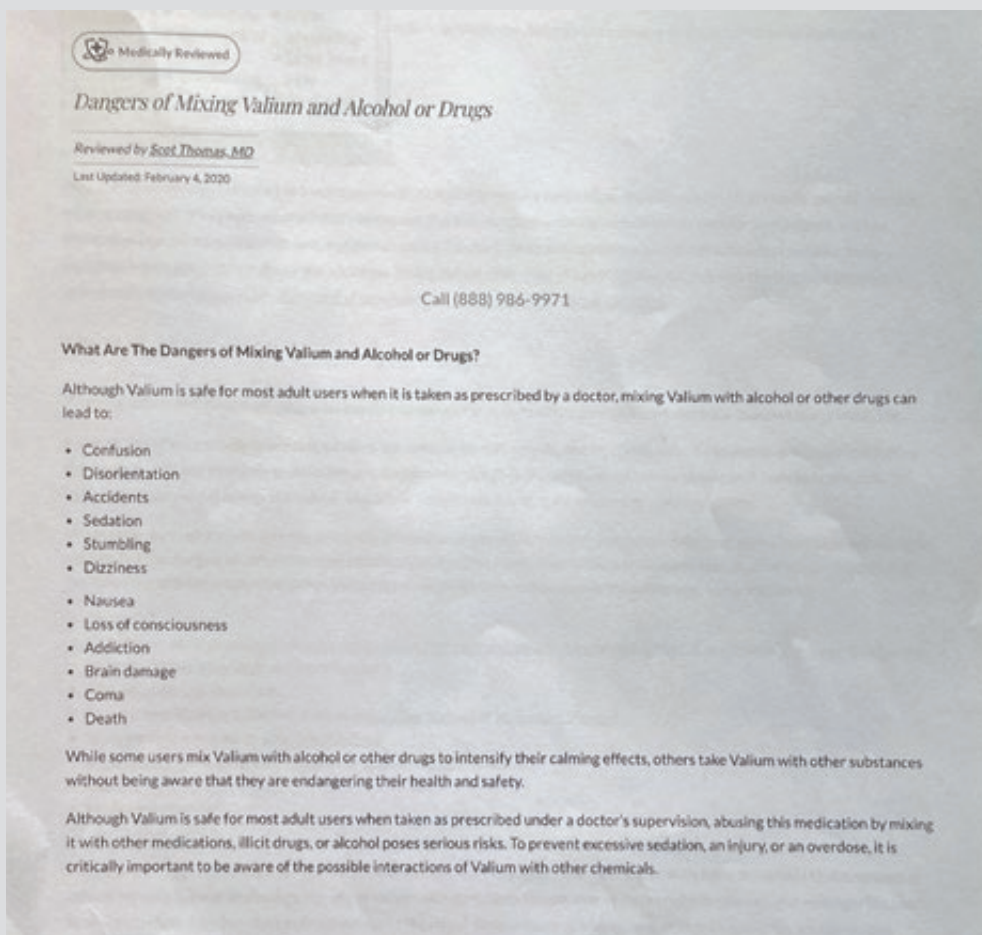 Medically Reviewed
Dangers of Mixing Valium and Alcohol or Drugs
Reviewed by Scot Thomas, MD
Last Updated: February 4, 2020
Call (888) 986-9971
What Are The Dangers of Mixing Valium and Alcohol or Drugs?
Although Valium is safe for most adult users when it is taken as prescribed by a doctor, mixing Valium with alcohol or other drugs can
lead to:
• Confusion
• Disorientation
• Accidents
• Sedation
• Stumbling
• Dizziness
• Nausea
• Loss of consciousness
• Addiction
• Brain damage
• Coma
• Death
While some users mix Valium with alcohol or other drugs to intensify their calming effects, others take Valium with other substances
without being aware that they are endangering their health and safety.
Although Valium is safe for most adult users when taken as prescribed under a doctor's supervision, abusing this medication by mixing
it with other medications, illicit drugs, or alcohol poses serious risks. To prevent excessive sedation, an injury, or an overdose, it is
critically important to be aware of the possible interactions of Valium with other chemicals.